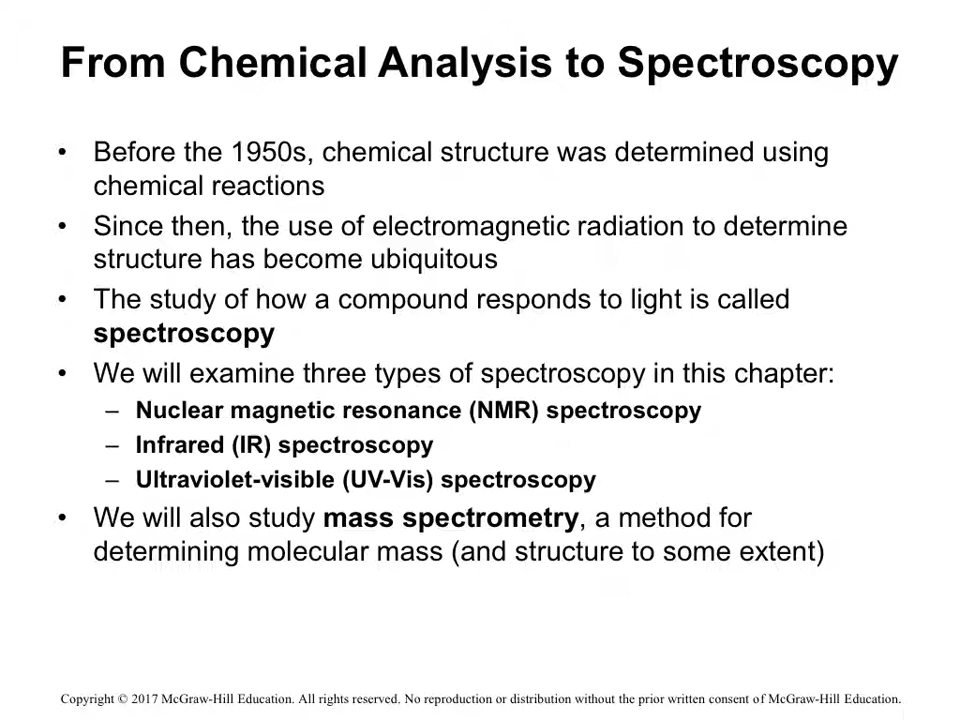 From Chemical Analysis to Spectroscopy
• Before the 1950s, chemical structure was determined using
chemical reactions
• Since then, the use of electromagnetic radiation to determine
structure has become ubiquitous
• The study of how a compound responds to light is called
spectroscopy
• We will examine three types of spectroscopy in this chapter:
– Nuclear magnetic resonance (NMR) spectroscopy
– Infrared (IR) spectroscopy
– Ultraviolet-visible (UV-Vis) spectroscopy
• We will also study mass spectrometry, a method for
determining molecular mass (and structure to some extent)
Copyright © 2017 McGraw-Hill Education. All rights reserved. No reproduction or distribution without the prior written consent of McGraw-Hill Education.